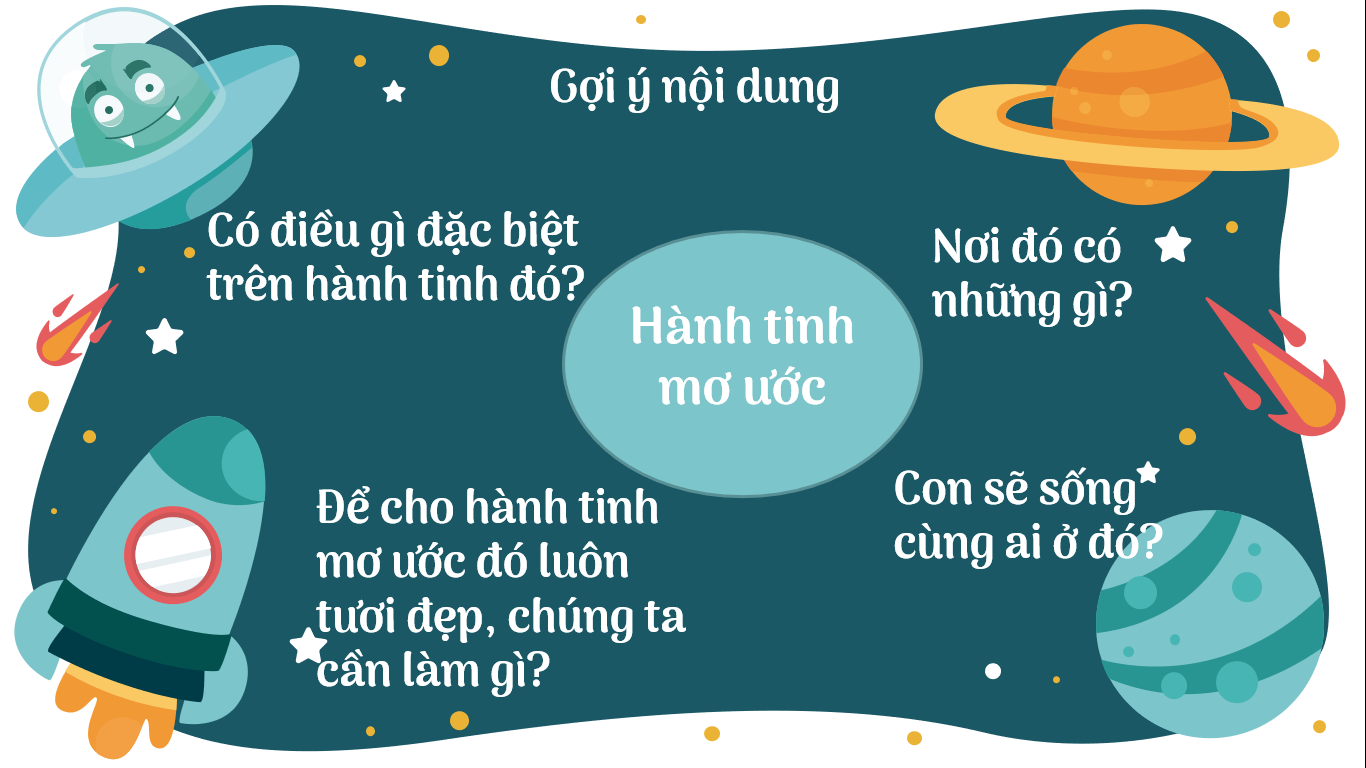 Gợi ý nội dung
Có điều gì đặc biệt
trên hành tinh đó?
Hành tinh
mơ ước
Nơi đó có
những gì?
Để cho hành tinh
mơ ước đó luôn
tươi đẹp, chúng ta
cần làm gì?
Con sẽ sống
cùng ai ở đó?